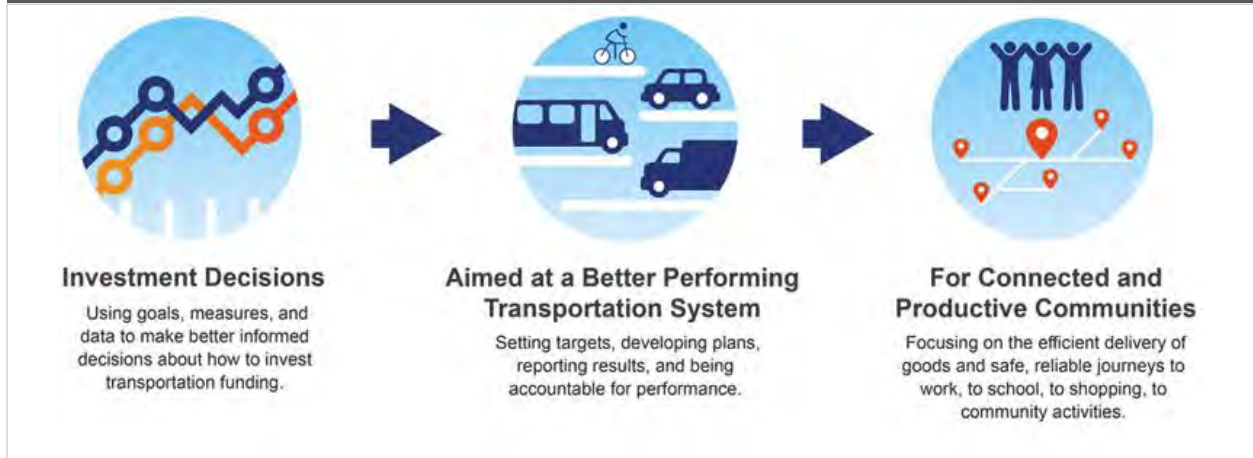 Investment Decisions
Using goals, measures, and
data to make better informed
decisions about how to invest
transportation funding.
Aimed at a Better Performing
Transportation System
Setting targets, developing plans,
reporting results, and being
accountable for performance.
For Connected and
Productive Communities
Focusing on the efficient delivery of
goods and safe, reliable journeys to
work, to school, to shopping, to
community activities.